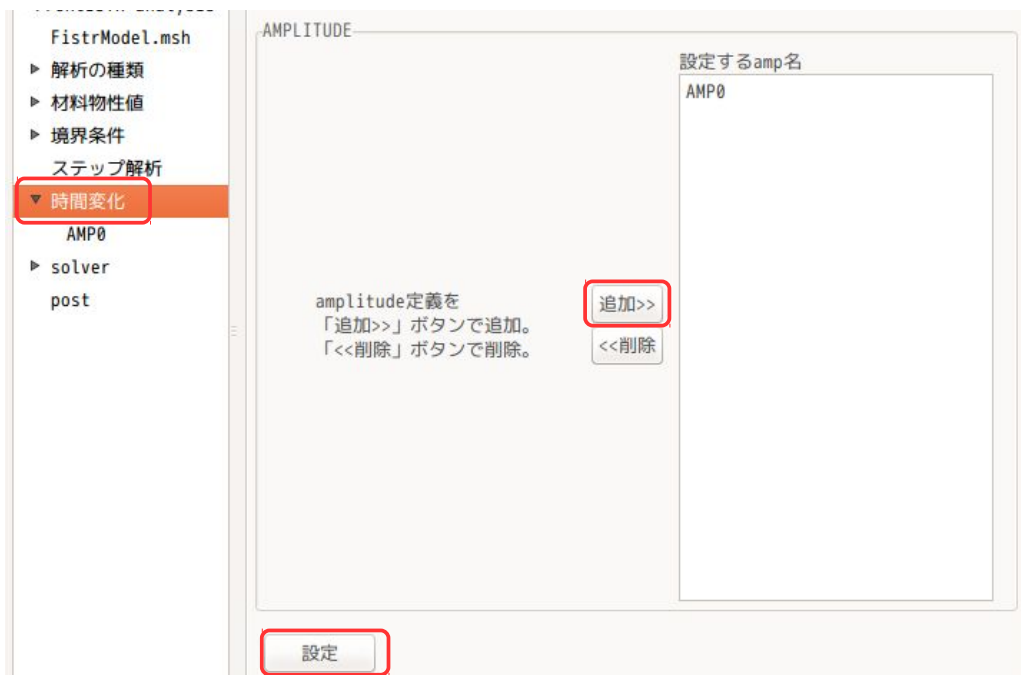 FistrModel.msh
解析の種類
材料物性値
境界条件
ステップ解析
時間変化
AMP0
solver
post
AMPLITUDE
設定するamp名
AMP0
amplitude定義を
「追加>>」ボタンで追加。
「<<削除」ボタンで削除。
追加>>
<<削除
設定